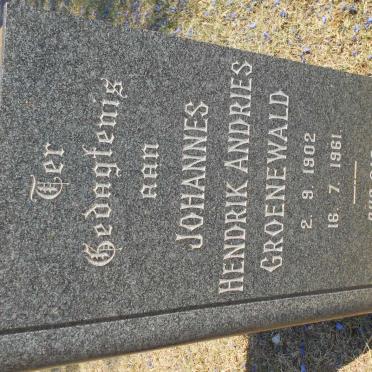 Ter
Gedagtenis
aan
JOHANNES
HENDRIK ANDRIES
GROENEWALD
2. 9. 1902
16. 7. 1961.